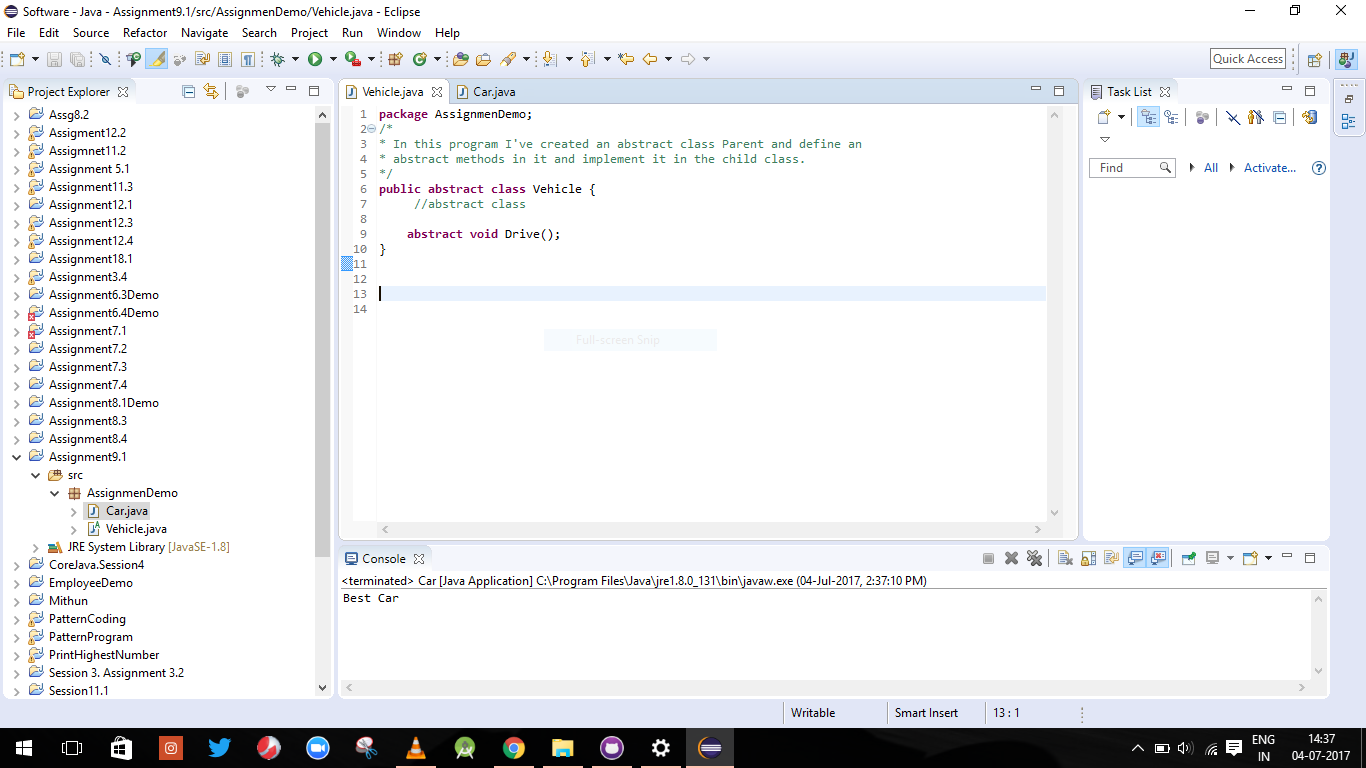 Software - Java - Assignment9.1/src/AssignmenDemo/Vehicle.java - Eclipse
File Edit Source Refactor Navigate Search Project Run Window Help
Quick Access
Project Explorer
Assg8.2
Assigment12.2
Assigmnet11.2
Assignment 5.1
Assignment11.3
Assignment12.1
Assignment12.3
Assignment12.4
Assignment18.1
Assignment3.4
Assignment6.3Demo
Assignment6.4Demo
Assignment7.1
Assignment7.2
Assignment7.3
Assignment7.4
Assignment8.1Demo
Assignment8.3
Assignment8.4
Assignment9.1
src
AssignmenDemo
Car.java
Vehicle.java
JRE System Library [JavaSE-1.8]
CoreJava.Session4
EmployeeDemo
Mithun
PatternCoding
PatternProgram
PrintHighestNumber
Session 3. Assignment 3.2
Session11.1
Vehicle.java Car.java
1 package AssignmenDemo;
2 /*
3 * In this program I've created an abstract class Parent and define an
4 * abstract methods in it and implement it in the child class.
5 */
6 public abstract class Vehicle {
7 //abstract class
8
9 abstract void Drive();
10 }
11
12
13
14
Full-screen Snip
Task List
Find All Activate...
Console
<terminated> Car [Java Application] C:\Program Files\Java\jre1.8.0_131\bin\javaw.exe (04-Jul-2017, 2:37:10 PM)
Best Car
Writable Smart Insert 13 : 1
ENG
IN
14:37
04-07-2017